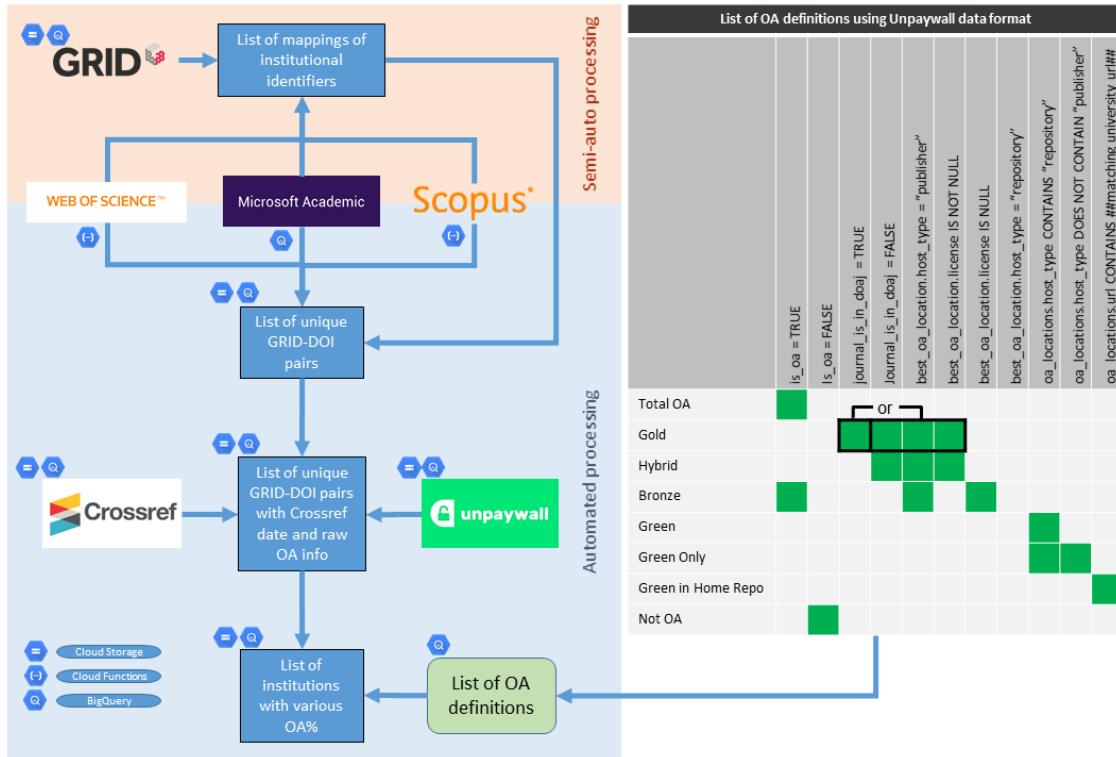 GRID
List of mappings of
institutional
identifiers
Semi-auto processing
WEB OF SCIENCE™
Microsoft Academic
Scopus®
List of unique
GRID-DOI
pairs
Automated processing
Crossref
List of unique
GRID-DOI pairs
with Crossref
date and raw
OA info
unpaywall
List of
institutions
with various
OA%
List of OA
definitions
Cloud Storage
Cloud Functions
BigQuery
List of OA definitions using Unpaywall data format
is_oa = TRUE
Is_oa = FALSE
journal_is_in_doaj = TRUE
Journal_is_in_doaj = FALSE
best_oa_location.host_type = “publisher”
best_oa_location.license IS NOT NULL
best_oa_location.license IS NULL
best_oa_location.host_type = “repository”
oa_locations.host_type CONTAINS “repository”
oa_locations.host_type DOES NOT CONTAIN “publisher”
oa_locations.url CONTAINS ##matching university url##
Total OA
or
Gold
Hybrid
Bronze
Green
Green Only
Green in Home Repo
Not OA